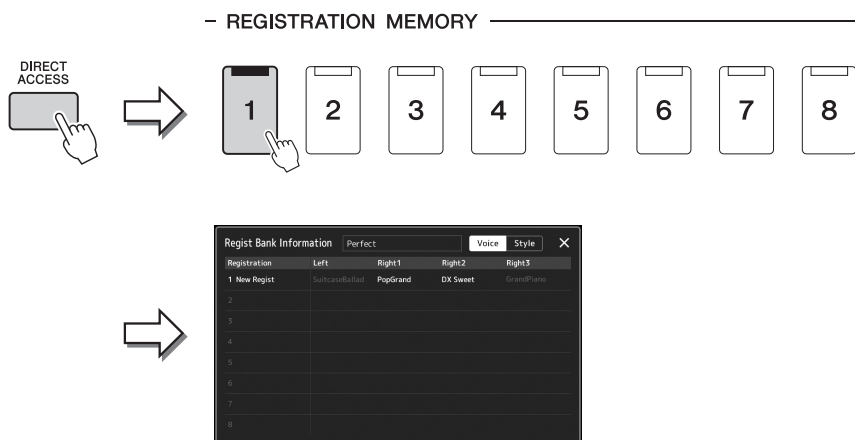 REGISTRATION MEMORY
DIRECT
ACCESS
1 2 3 4 5 6 7 8
Regist Bank Information Perfect Voice Style ×
Registration Left Right1 Right2 Right3
1 New Regist SuitcaseBallad PopGrand DX Sweet GrandPiano
2
3
4
5
6
7
8